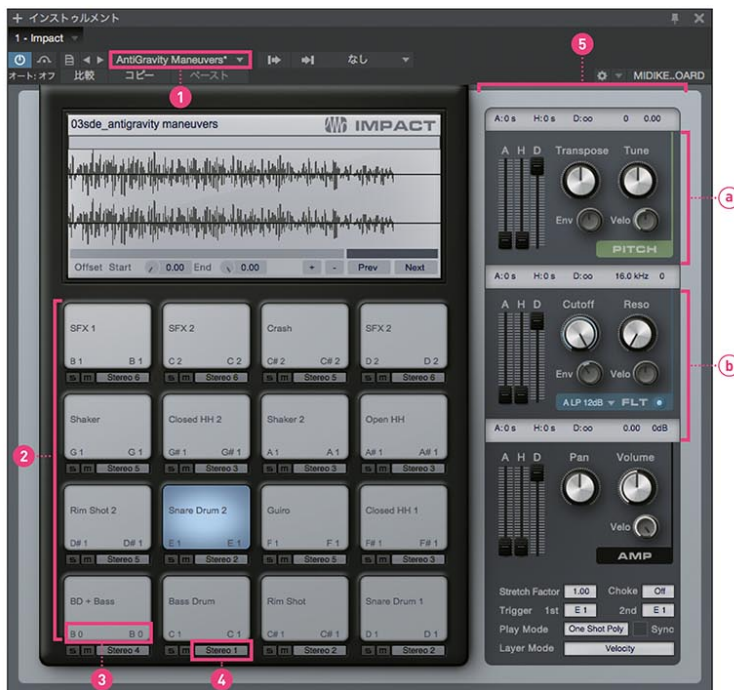 インストゥルメント
1 - Impact
AntiGravity Maneuvers*
なし
オート: オフ 比較 コピー ペースト
MIDIKE..OARD
1
5
03sde_antigravity maneuvers
IMPACT
Offset Start 0.00 End 0.00 + - Prev Next
A:0 s H:0 s D:∞ 0 0.00
A H D Transpose Tune
Env Velo
PITCH
a
A:0 s H:0 s D:∞ 16.0 kHz 0
A H D Cutoff Reso
Env Velo
A LP 12dB FLT
b
A:0 s H:0 s D:∞ 0.00 0dB
A H D Pan Volume
Velo
AMP
Stretch Factor 1.00 Choke Off
Trigger 1st E 1 2nd E 1
Play Mode One Shot Poly Sync
Layer Mode Velocity
SFX 1 SFX 2 Crash SFX 2
B 1 B 1 C 2 C 2 C# 2 C# 2 D 2 D 2
s m Stereo 6 s m Stereo 6 s m Stereo 5 s m Stereo 6
Shaker Closed HH 2 Shaker 2 Open HH
G 1 G 1 G# 1 G# 1 A 1 A 1 A# 1 A# 1
s m Stereo 5 s m Stereo 3 s m Stereo 5 s m Stereo 3
2
Rim Shot 2 Snare Drum 2 Guiro Closed HH 1
D# 1 D# 1 E 1 E 1 F 1 F 1 F# 1 F# 1
s m Stereo 5 s m Stereo 2 s m Stereo 5 s m Stereo 3
BD + Bass Bass Drum Rim Shot Snare Drum 1
B 0 B 0 C 1 C 1 C# 1 C# 1 D 1 D 1
s m Stereo 4 s m Stereo 1 s m Stereo 2 s m Stereo 2
3
4